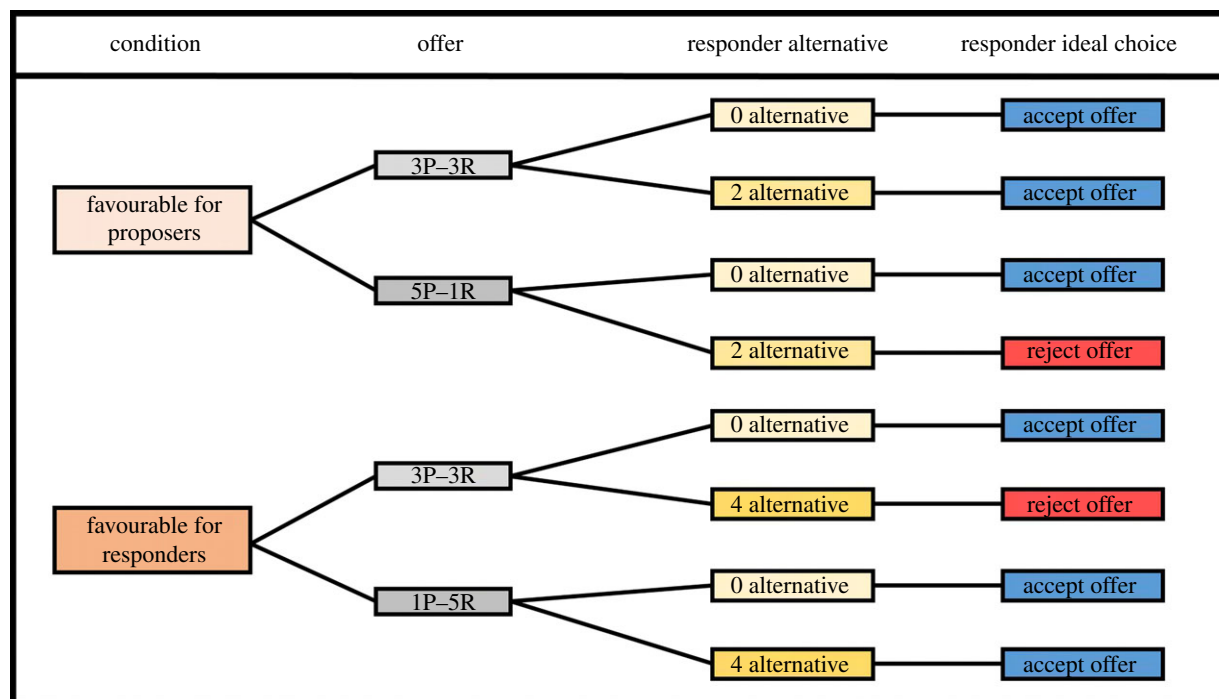 condition offer responder alternative responder ideal choice
0 alternative accept offer
3P–3R
2 alternative accept offer
favourable for
proposers
0 alternative accept offer
5P–1R
2 alternative reject offer
0 alternative accept offer
3P–3R
4 alternative reject offer
favourable for
responders
0 alternative accept offer
1P–5R
4 alternative accept offer